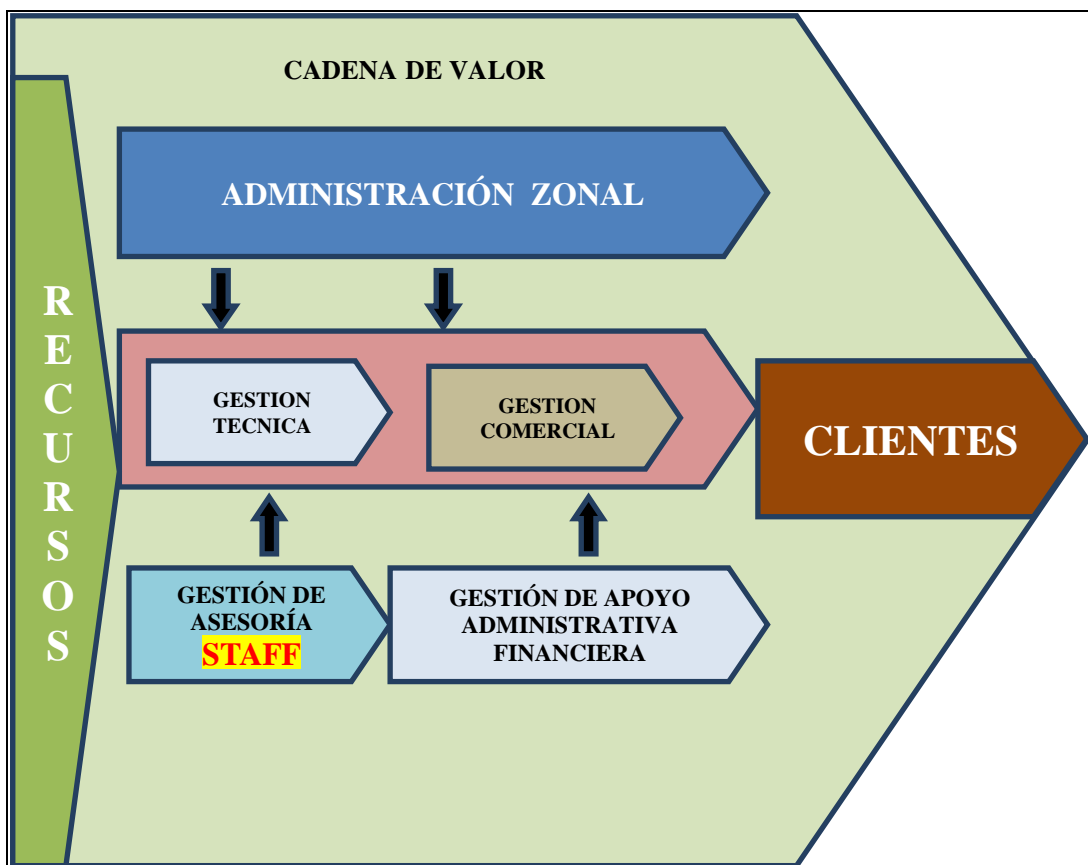 CADENA DE VALOR
RECURSOS
ADMINISTRACIÓN ZONAL
GESTION
TECNICA
GESTION
COMERCIAL
CLIENTES
GESTIÓN DE
ASESORÍA
STAFF
GESTIÓN DE APOYO
ADMINISTRATIVA
FINANCIERA